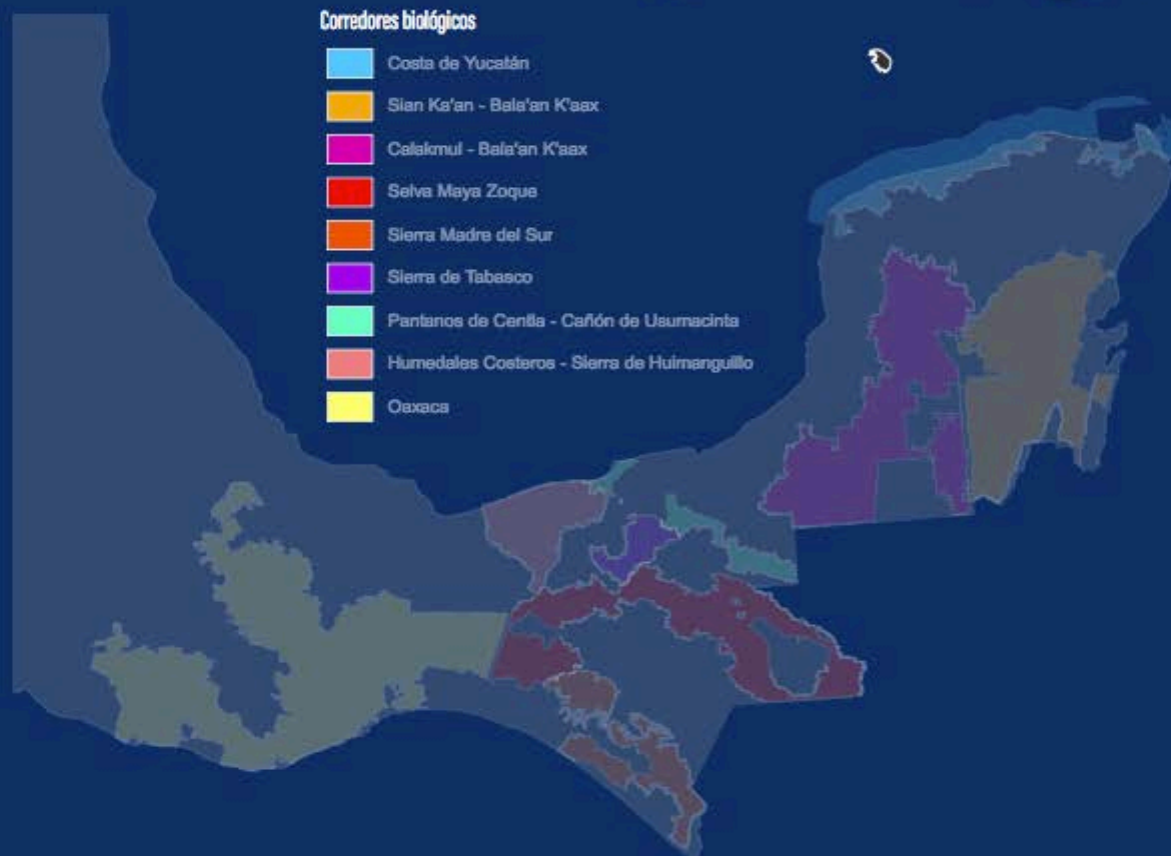 Corredores biológicos
Costa de Yucatán
Sian Ka'an - Bala'an K'aax
Calakmul - Bala'an K'aax
Selva Maya Zoque
Sierra Madre del Sur
Sierra de Tabasco
Pantanos de Centla - Cañón de Usumacinta
Humedales Costeros - Sierra de Huimanguillo
Oaxaca